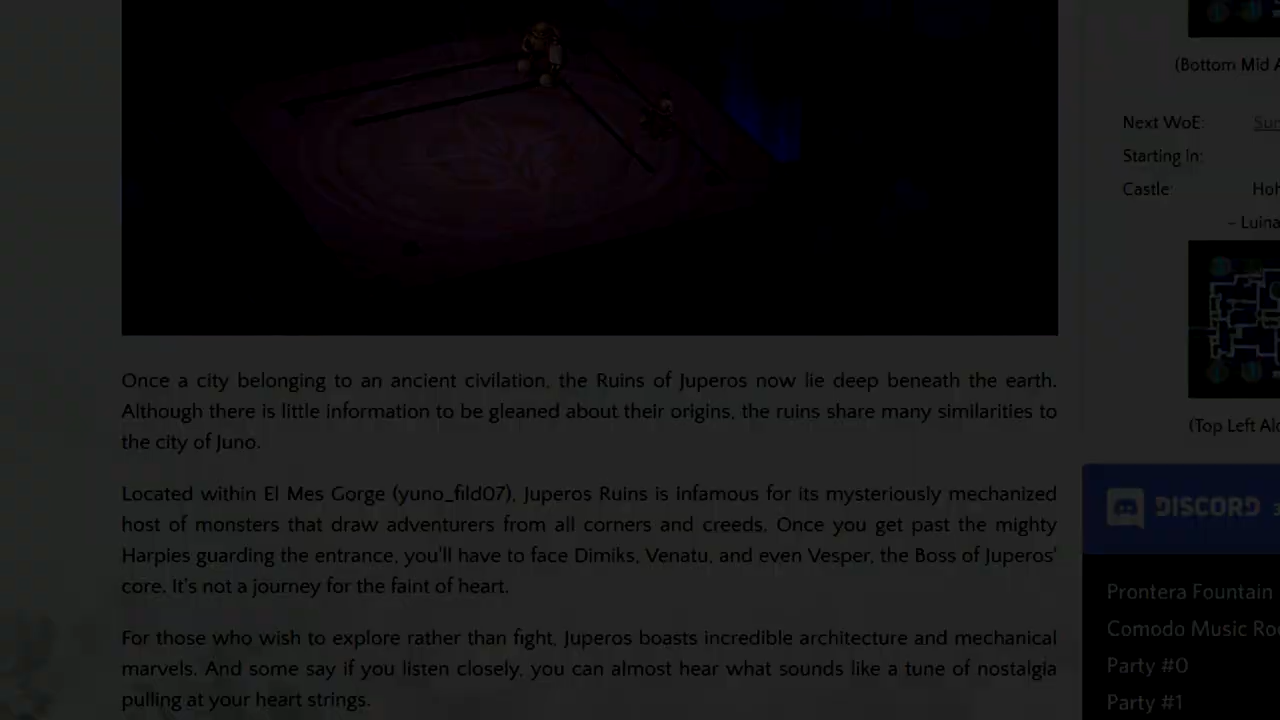 Once a city belonging to an ancient civilation, the Ruins of Juperos now lie deep beneath the earth.
Although there is little information to be gleaned about their origins, the ruins share many similarities to
the city of Juno.
Located within El Mes Gorge (yuno_fild07), Juperos Ruins is infamous for its mysteriously mechanized
host of monsters that draw adventurers from all corners and creeds. Once you get past the mighty
Harpies guarding the entrance, you'll have to face Dimiks, Venatu, and even Vesper, the Boss of Juperos'
core. It's not a journey for the faint of heart.
For those who wish to explore rather than fight, Juperos boasts incredible architecture and mechanical
marvels. And some say if you listen closely, you can almost hear what sounds like a tune of nostalgia
pulling at your heart strings.
(Bottom Mid
Next WoE:
Starting In:
Castle:
(Top Left
DISCORD
Prontera Fountain
Comodo Music
Party #0
Party #1